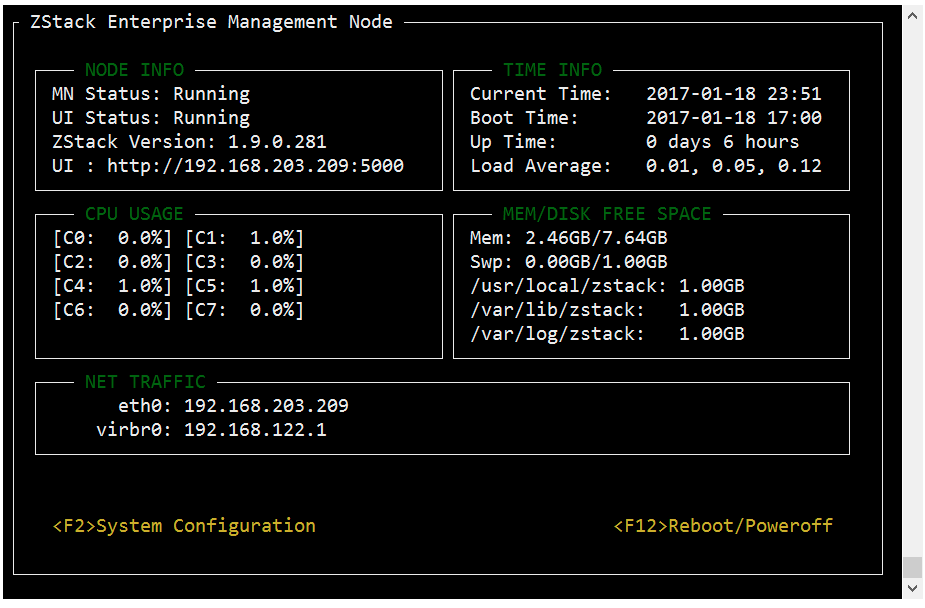 ZStack Enterprise Management Node
NODE INFO
MN Status: Running
UI Status: Running
ZStack Version: 1.9.0.281
UI : http://192.168.203.209:5000
TIME INFO
Current Time:   2017-01-18 23:51
Boot Time:      2017-01-18 17:00
Up Time:        0 days 6 hours
Load Average:   0.01, 0.05, 0.12
CPU USAGE
[C0:  0.0%] [C1:  1.0%]
[C2:  0.0%] [C3:  0.0%]
[C4:  1.0%] [C5:  1.0%]
[C6:  0.0%] [C7:  0.0%]
MEM/DISK FREE SPACE
Mem: 2.46GB/7.64GB
Swp: 0.00GB/1.00GB
/usr/local/zstack: 1.00GB
/var/lib/zstack:   1.00GB
/var/log/zstack:   1.00GB
NET TRAFFIC
eth0: 192.168.203.209
virbr0: 192.168.122.1
<F2>System Configuration
<F12>Reboot/Poweroff